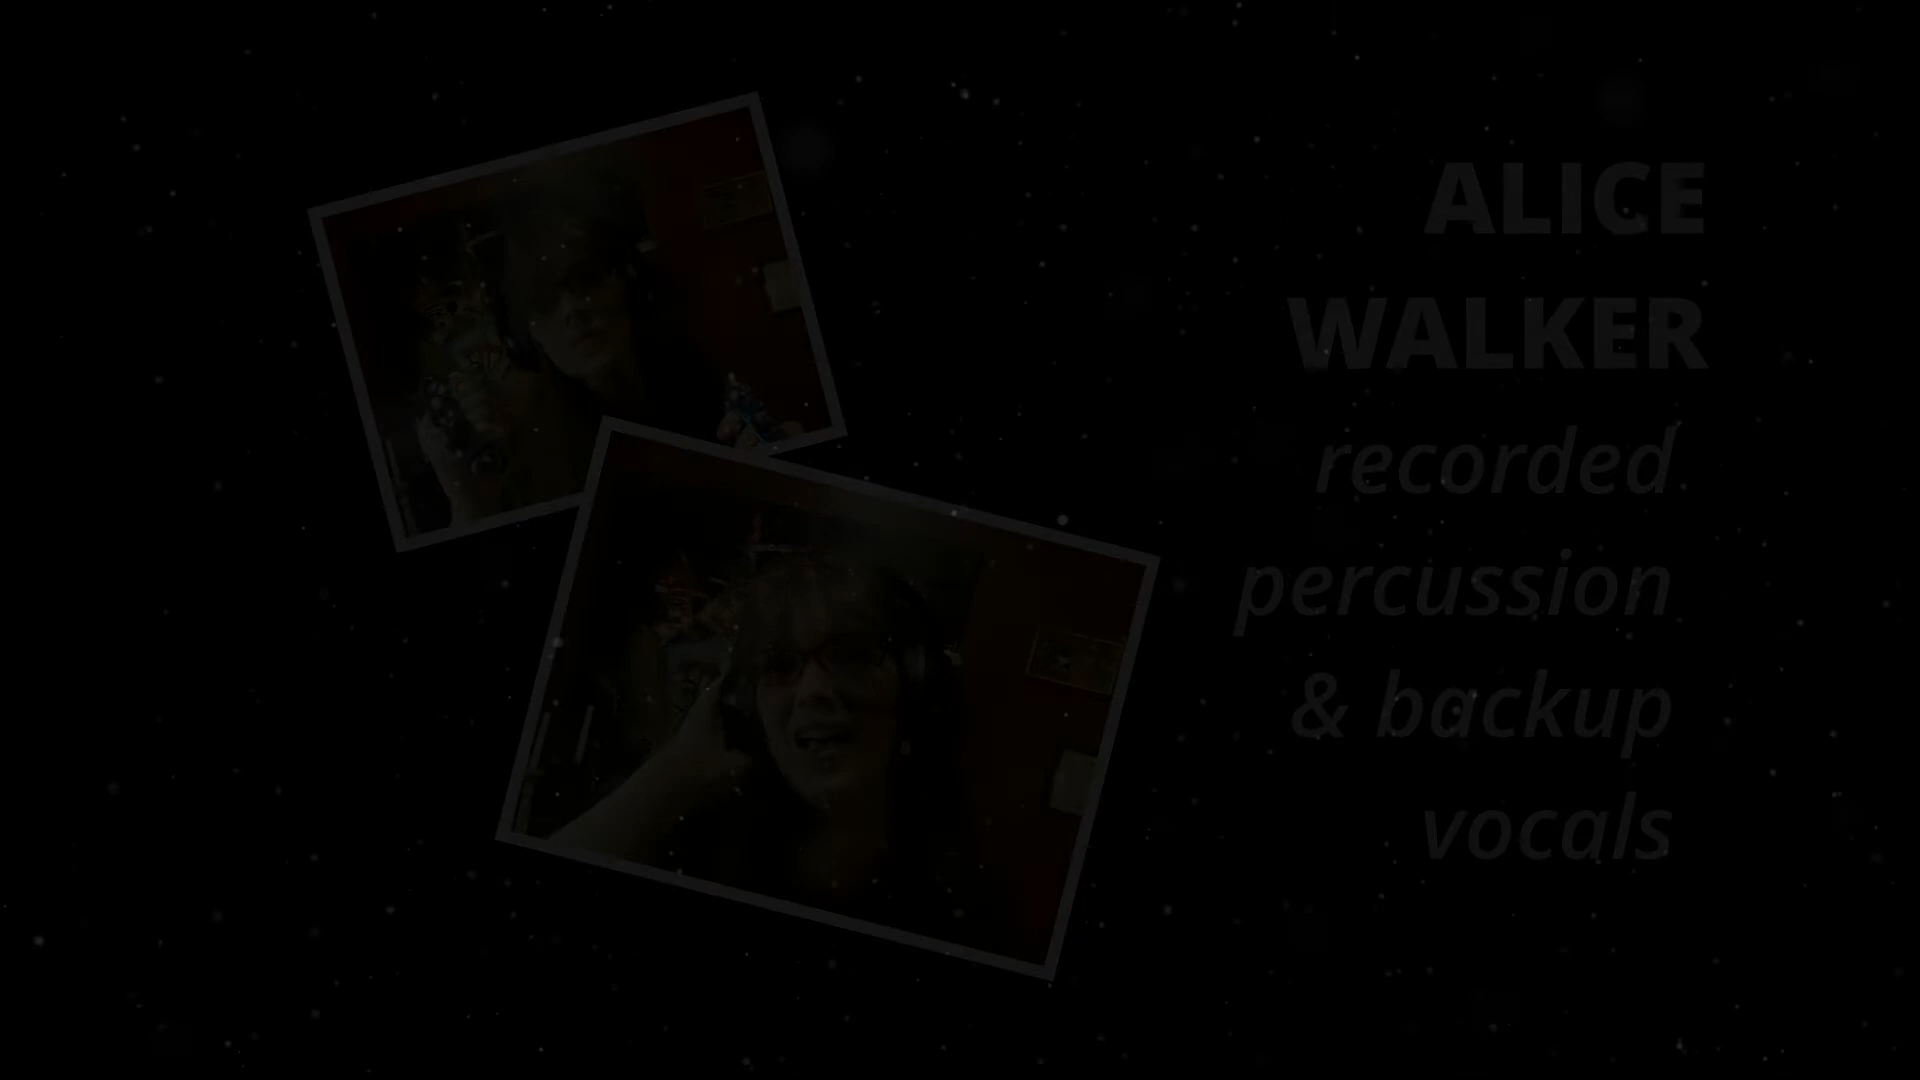 ALICE
WALKER
recorded
percussion
& backup
vocals